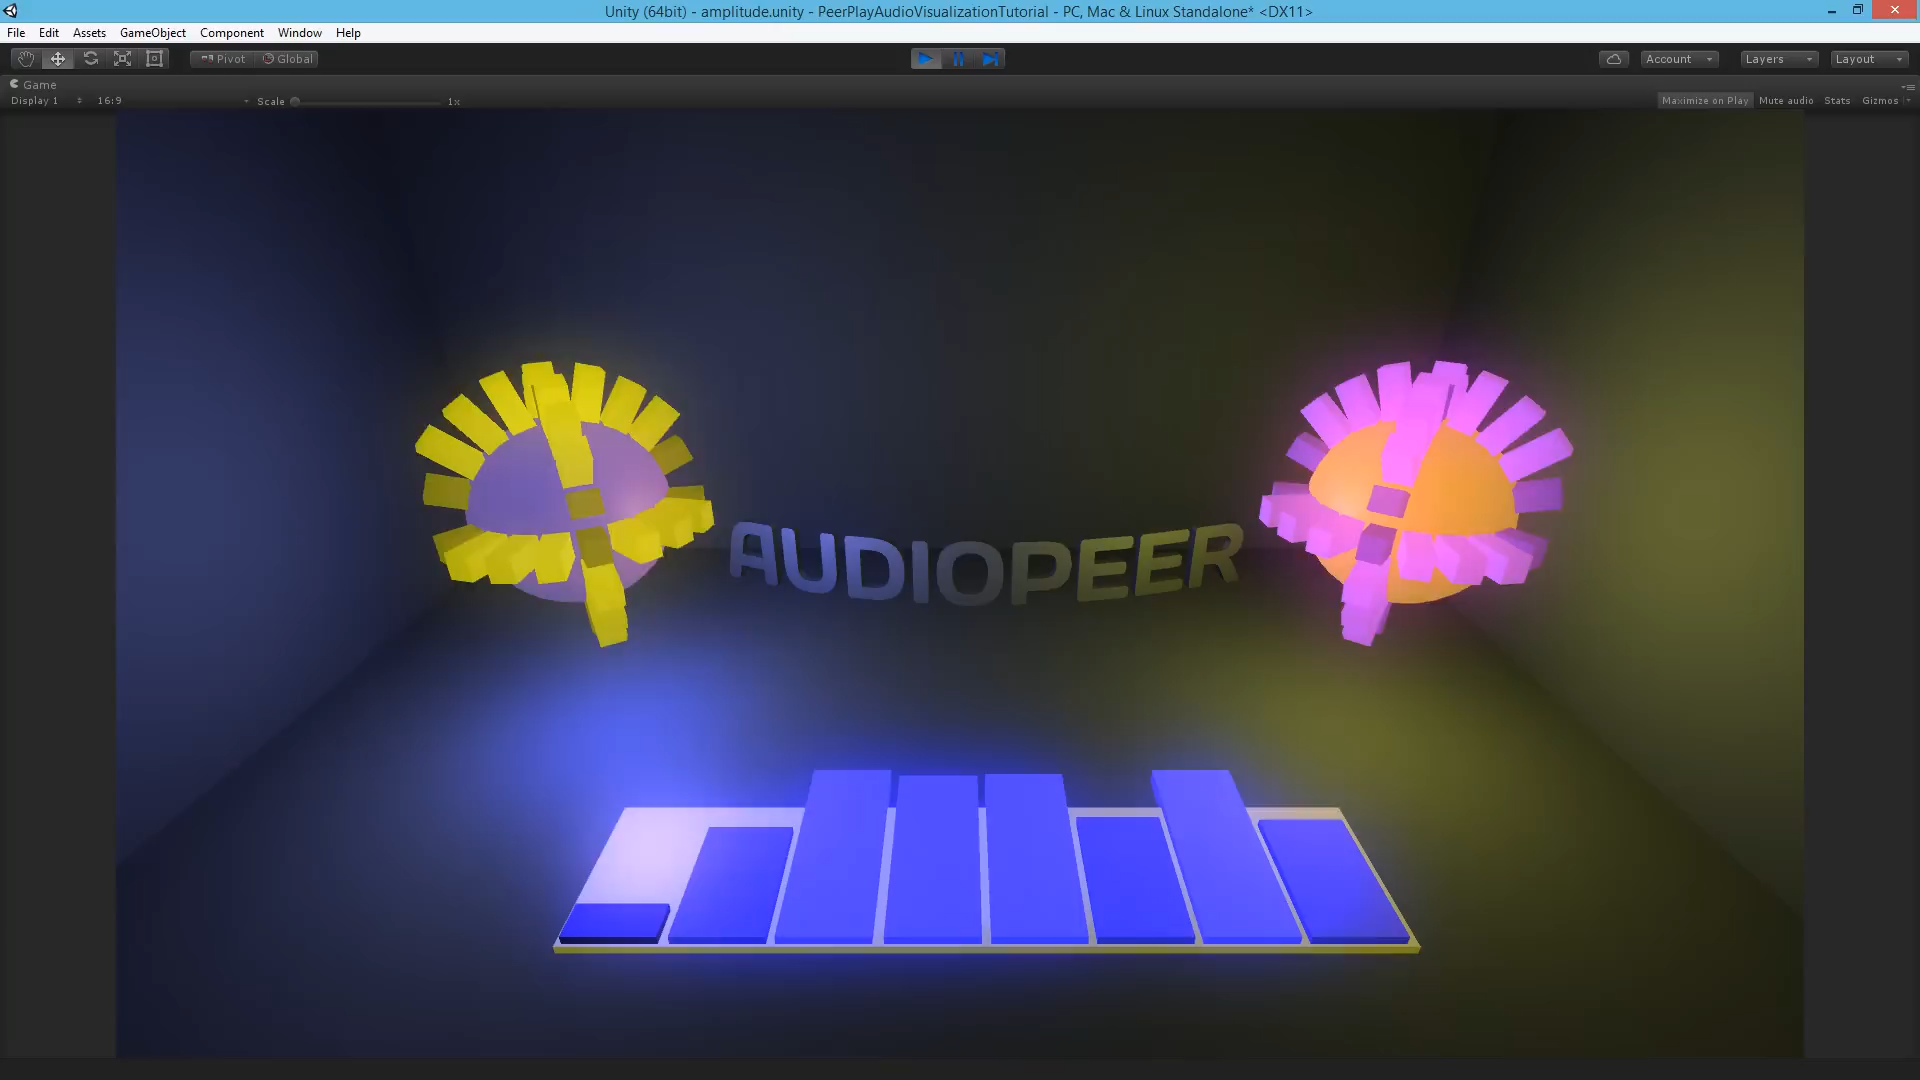 Unity (64bit) - amplitude.unity - PeerPlayAudioVisualizationTutorial - PC, Mac & Linux Standalone* <DX11>
File Edit Assets GameObject Component Window Help
Pivot Global Account Layers Layout
Game
Display 1 16:9 Scale 1x Maximize on Play Mute audio Stats Gizmos
AUDIOPEER